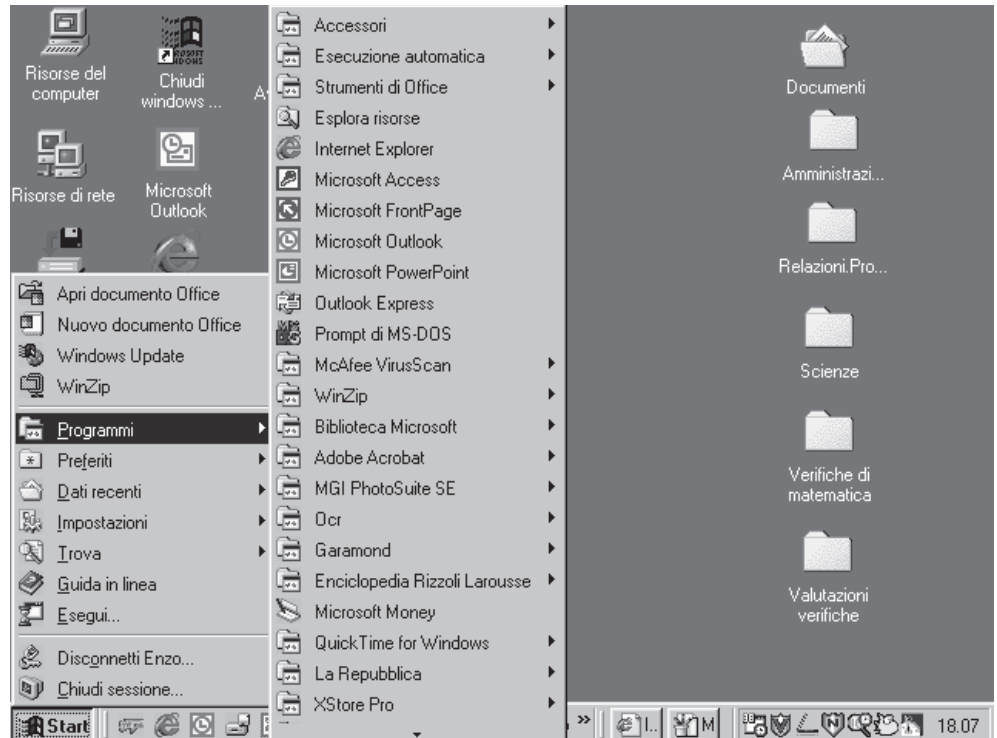 Risorse del
computer
Chiudi
windows ...
Risorse di rete
Microsoft
Outlook
Apri documento Office
Nuovo documento Office
Windows Update
WinZip
Programmi
Preferiti
Dati recenti
Impostazioni
Trova
Guida in linea
Esegui...
Disconnetti Enzo...
Chiudi sessione...
Accessori
Esecuzione automatica
Strumenti di Office
Esplora risorse
Internet Explorer
Microsoft Access
Microsoft FrontPage
Microsoft Outlook
Microsoft PowerPoint
Outlook Express
Prompt di MS-DOS
McAfee VirusScan
WinZip
Biblioteca Microsoft
Adobe Acrobat
MGI PhotoSuite SE
Ocr
Garamond
Enciclopedia Rizzoli Larousse
Microsoft Money
QuickTime for Windows
La Repubblica
XStore Pro
Documenti
Amministrazi...
Relazioni.Pro...
Scienze
Verifiche di
matematica
Valutazioni
verifiche
Start
I..
M
18.07